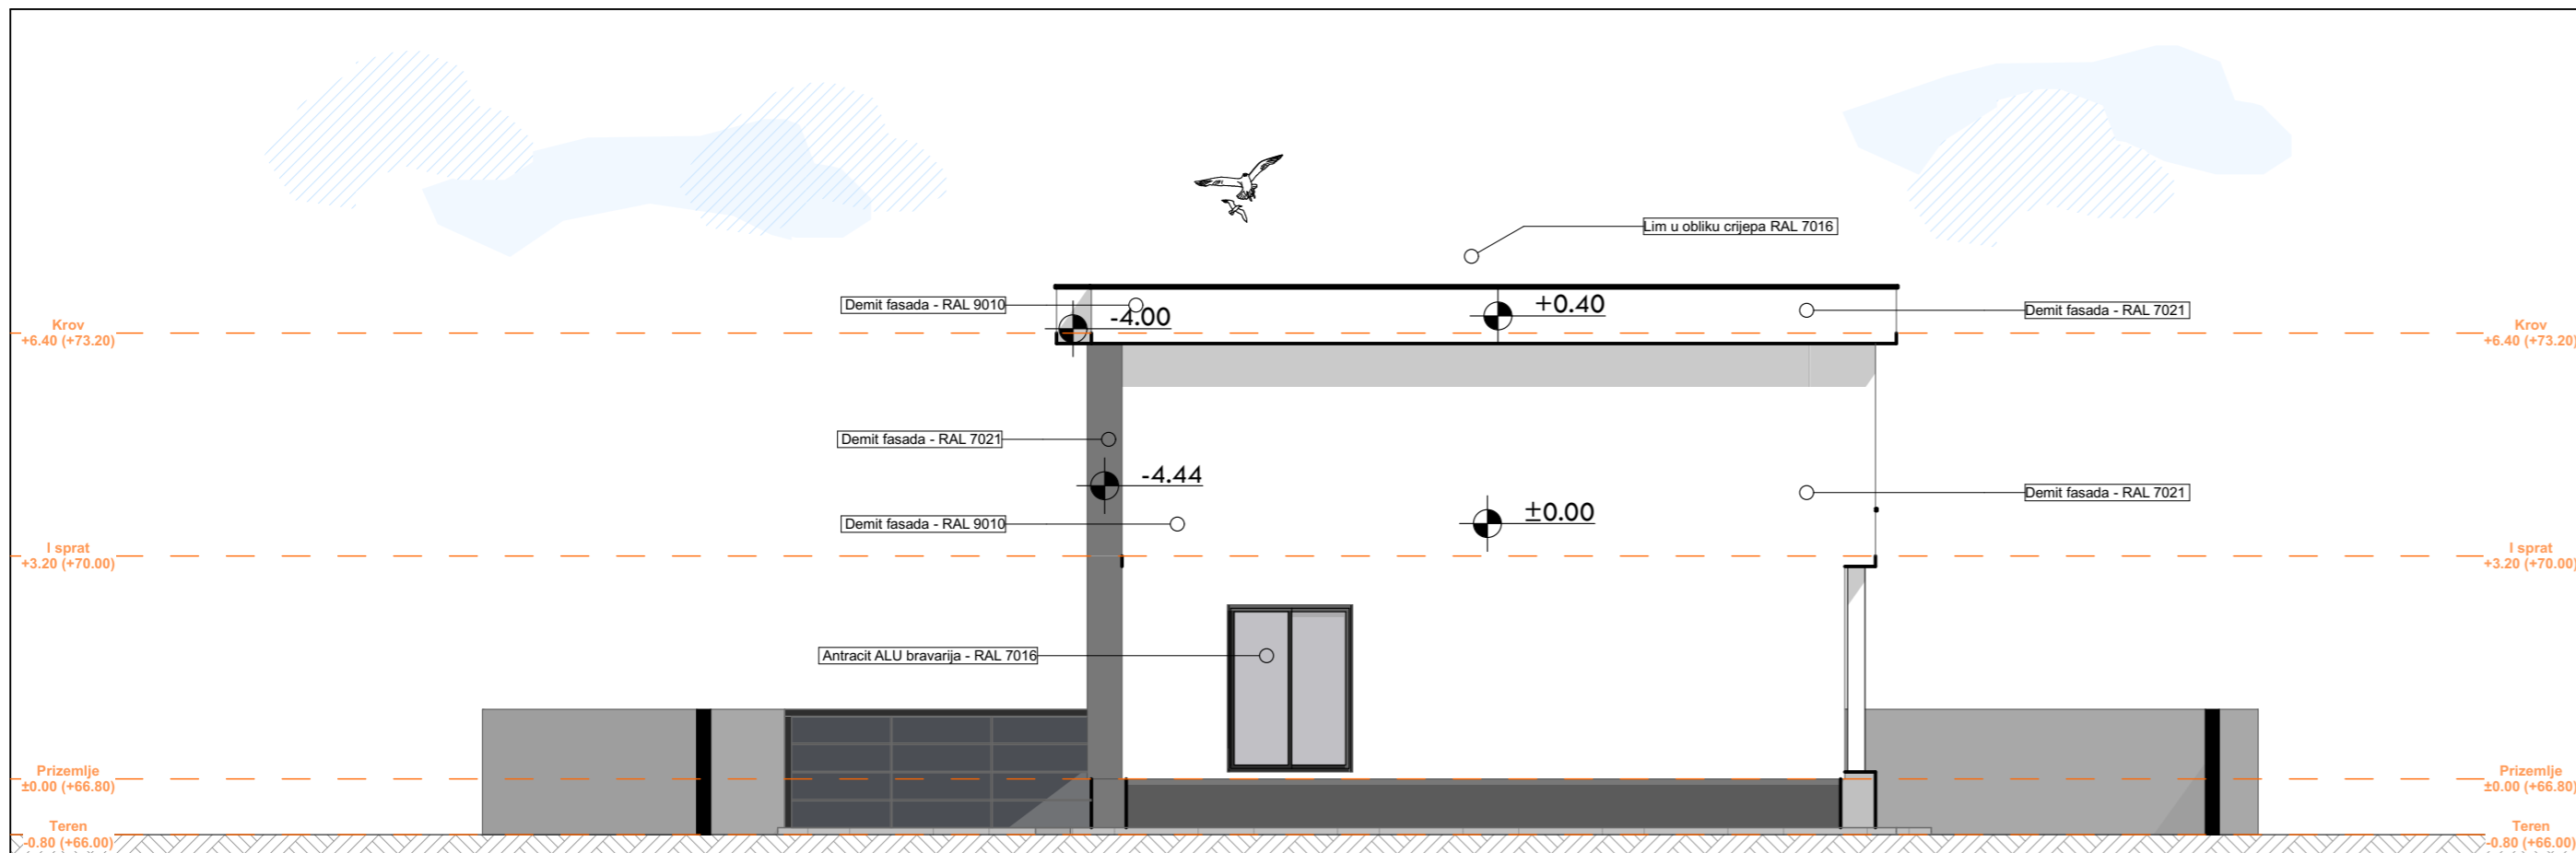 Lim u obliku crijepa RAL 7016
Demit fasada - RAL 9010
-4.00
+0.40
Demit fasada - RAL 7021
Krov
+6.40 (+73.20)
Krov
+6.40 (+73.20)
Demit fasada - RAL 7021
-4.44
Demit fasada - RAL 9010
±0.00
Demit fasada - RAL 7021
I sprat
+3.20 (+70.00)
I sprat
+3.20 (+70.00)
Antracit ALU bravarija - RAL 7016
Prizemlje
±0.00 (+66.80)
Prizemlje
±0.00 (+66.80)
Teren
-0.80 (+66.00)
Teren
-0.80 (+66.00)